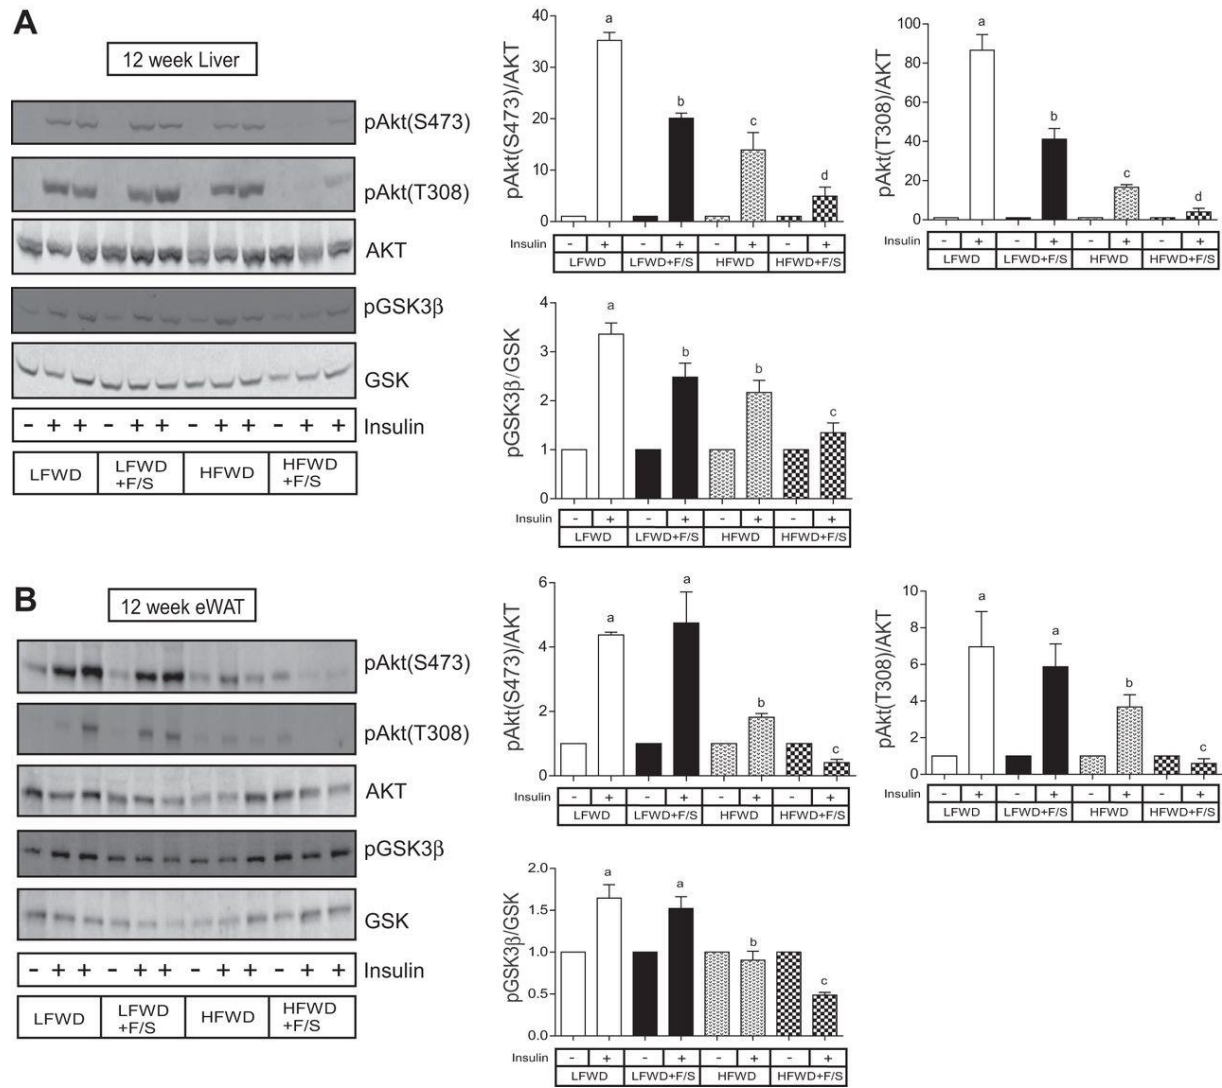 A
12 week Liver
pAkt(S473)
pAkt(T308)
AKT
pGSK3β
GSK
- + + - + + - + + - + + Insulin
LFWD LFWD +F/S HFWD HFWD +F/S
pAkt(S473)/AKT
40
30
20
10
0
a
b
c
d
Insulin - + - + - + - +
LFWD LFWD+F/S HFWD HFWD+F/S
pAkt(T308)/AKT
100
80
60
40
20
0
a
b
c
d
Insulin - + - + - + - +
LFWD LFWD+F/S HFWD HFWD+F/S
pGSK3β/GSK
4
3
2
1
0
a
b
b
c
Insulin - + - + - + - +
LFWD LFWD+F/S HFWD HFWD+F/S
B
12 week eWAT
pAkt(S473)
pAkt(T308)
AKT
pGSK3β
GSK
- + + - + + - + + - + + Insulin
LFWD LFWD +F/S HFWD HFWD +F/S
pAkt(S473)/AKT
6
4
2
0
a
a
b
c
Insulin - + - + - + - +
LFWD LFWD+F/S HFWD HFWD+F/S
pAkt(T308)/AKT
10
8
6
4
2
0
a
a
b
c
Insulin - + - + - + - +
LFWD LFWD+F/S HFWD HFWD+F/S
pGSK3β/GSK
2.0
1.5
1.0
0.5
0.0
a
a
b
c
Insulin - + - + - + - +
LFWD LFWD+F/S HFWD HFWD+F/S